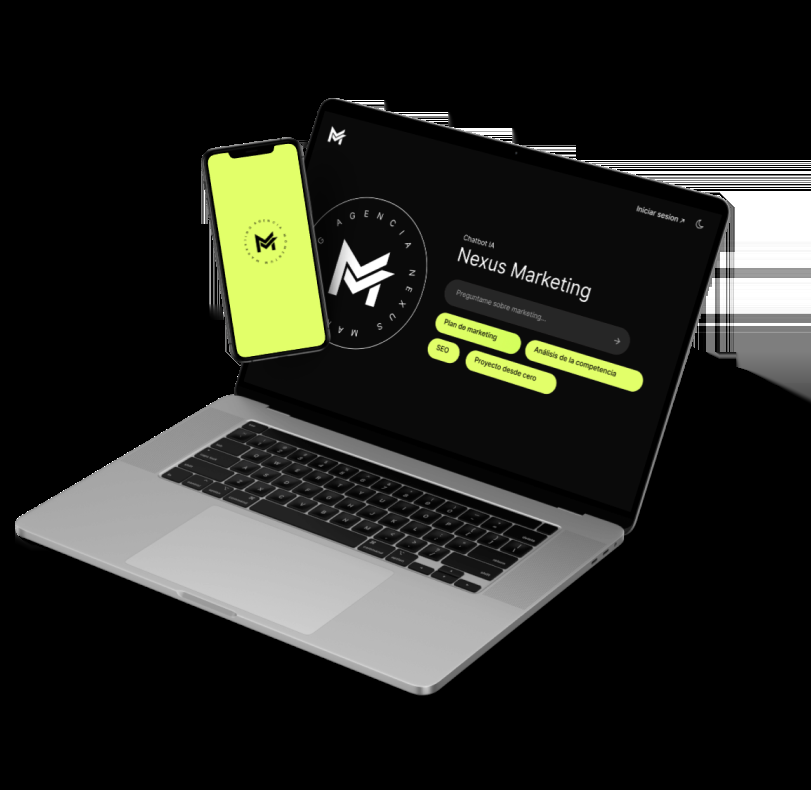 Iniciar sesion ↗
G AGENCIA NEXUS MA
Chatbot IA
Nexus Marketing
Preguntame sobre marketing...
Plan de marketing
Análisis de la competencia
SEO
Proyecto desde cero